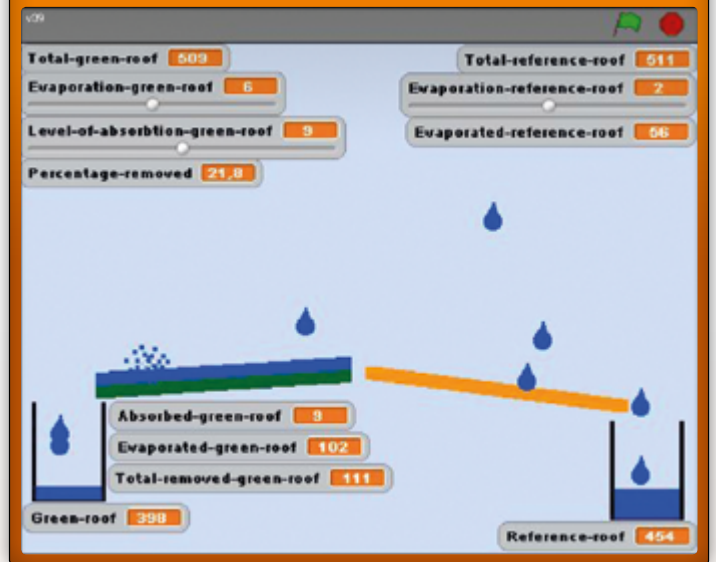 v39
Total-green-roof 509
Total-reference-roof 511
Evaporation-green-roof 6
Evaporation-reference-roof 2
Level-of-absorbtion-green-roof 9
Evaporated-reference-roof 56
Percentage-removed 21,8
Absorbed-green-roof 9
Evaporated-green-roof 102
Total-removed-green-roof 111
Green-roof 398
Reference-roof 454